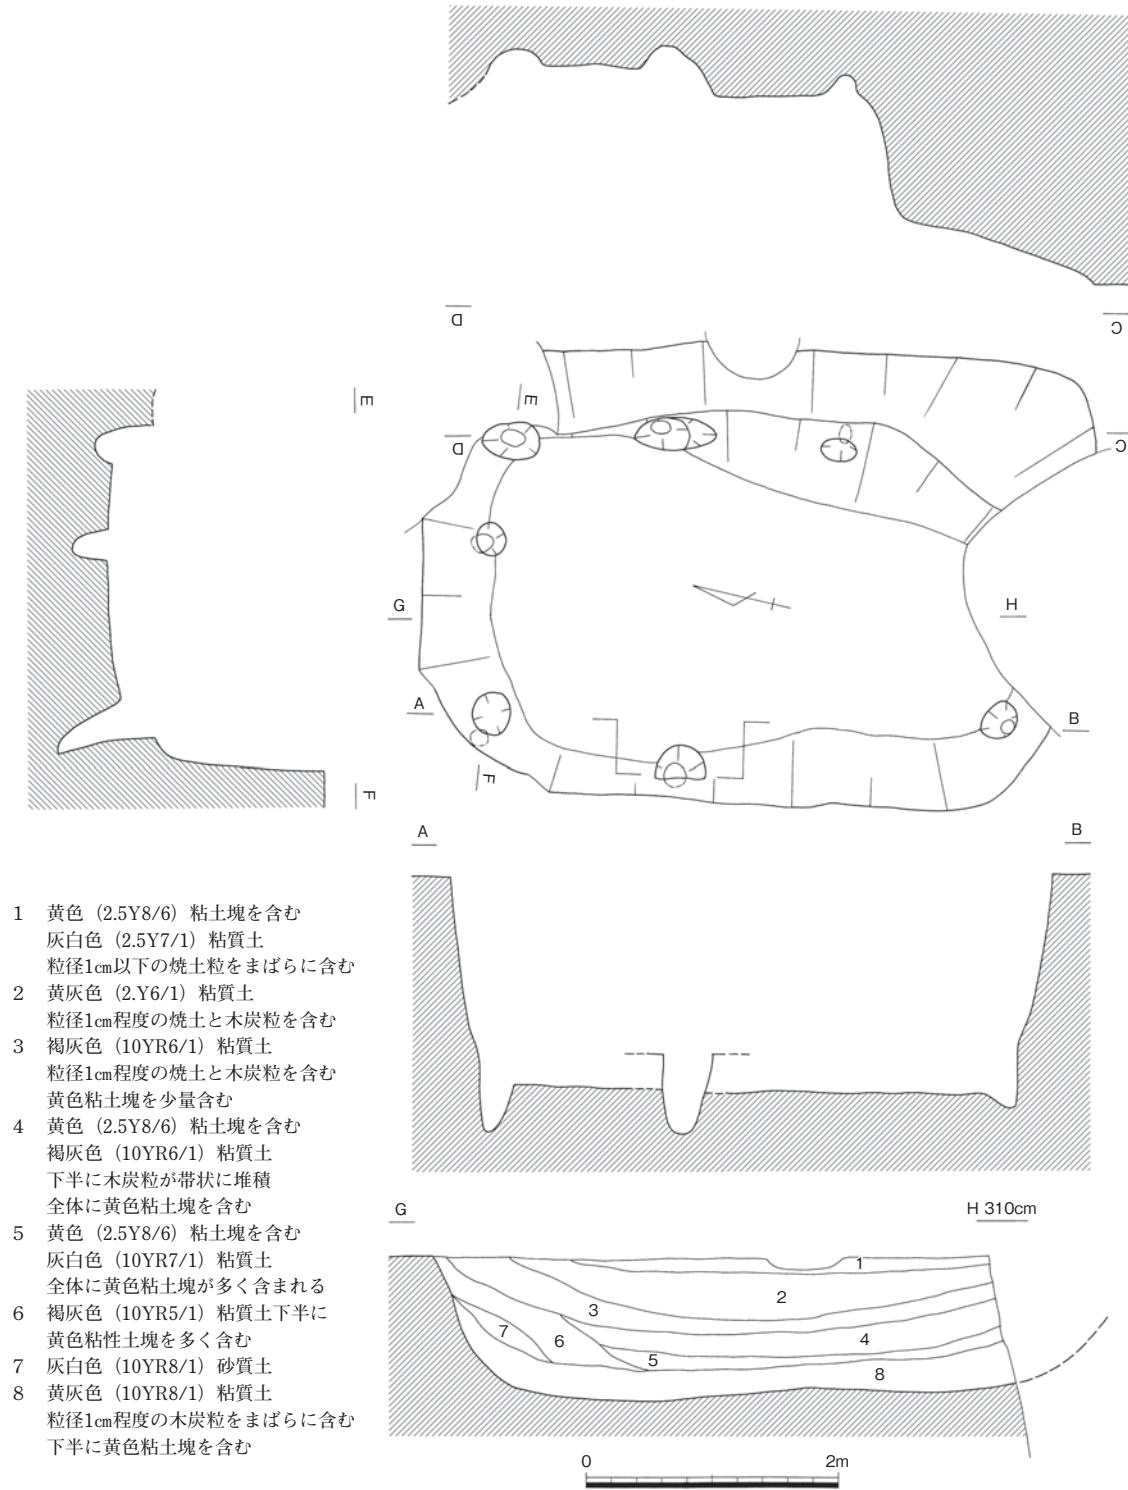 D
C
E
E
D
C
G
H
A
B
F
F
A
B
1 黄色（2.5Y8/6）粘土塊を含む
灰白色（2.5Y7/1）粘質土
粒径1㎝以下の焼土粒をまばらに含む
2 黄灰色（2.Y6/1）粘質土
粒径1㎝程度の焼土と木炭粒を含む
3 褐灰色（10YR6/1）粘質土
粒径1㎝程度の焼土と木炭粒を含む
黄色粘土塊を少量含む
4 黄色（2.5Y8/6）粘土塊を含む
褐灰色（10YR6/1）粘質土
下半に木炭粒が帯状に堆積
全体に黄色粘土塊を含む
5 黄色（2.5Y8/6）粘土塊を含む
灰白色（10YR7/1）粘質土
全体に黄色粘土塊が多く含まれる
6 褐灰色（10YR5/1）粘質土下半に
黄色粘性土塊を多く含む
7 灰白色（10YR8/1）砂質土
8 黄灰色（10YR8/1）粘質土
粒径1㎝程度の木炭粒をまばらに含む
下半に黄色粘土塊を含む
G
H 310cm
1
2
3
4
7
6
5
8
0 2m